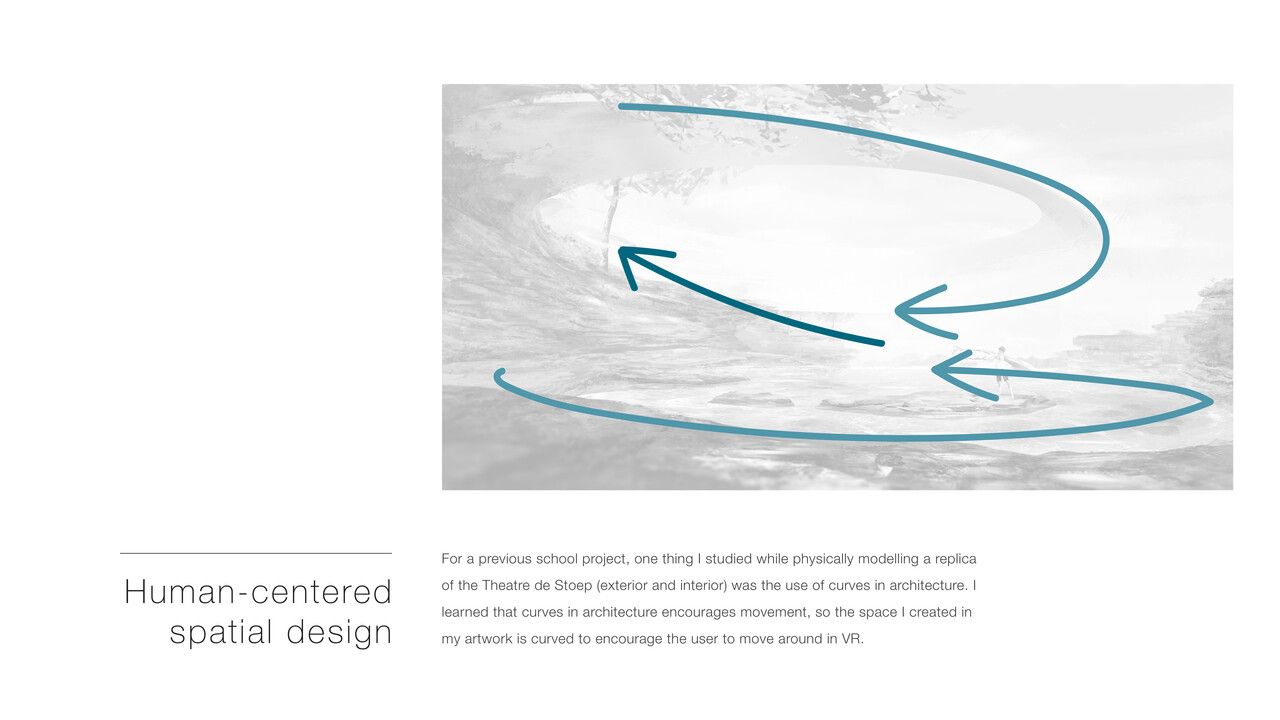 Human-centered
spatial design
For a previous school project, one thing I studied while physically modelling a replica
of the Theatre de Stoep (exterior and interior) was the use of curves in architecture. I
learned that curves in architecture encourages movement, so the space I created in
my artwork is curved to encourage the user to move around in VR.